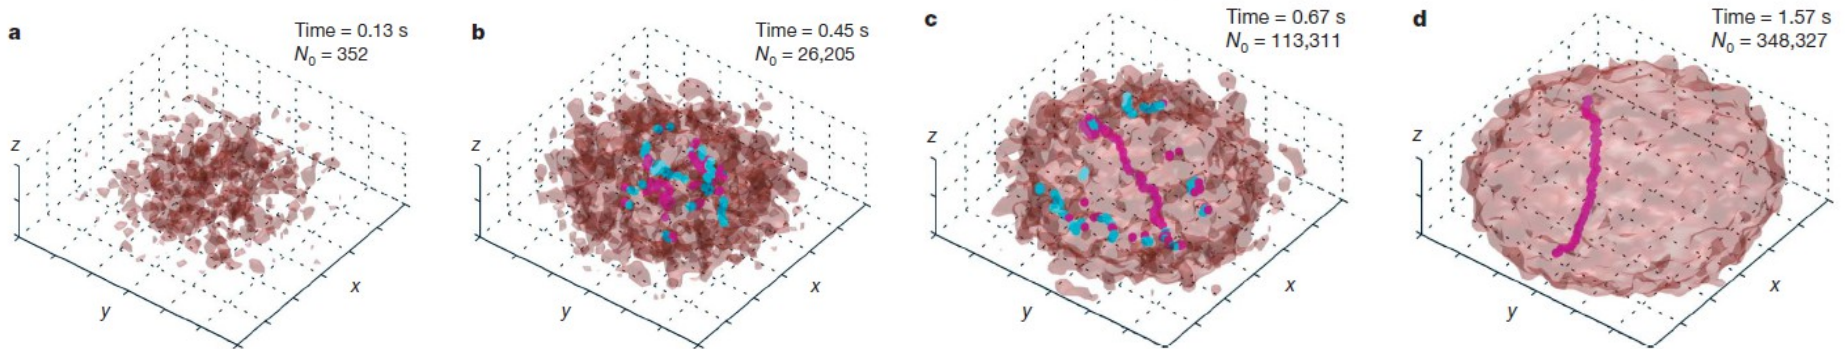 a
Time = 0.13 s
N₀ = 352
z
y
x
b
Time = 0.45 s
N₀ = 26,205
z
y
x
c
Time = 0.67 s
N₀ = 113,311
z
y
x
d
Time = 1.57 s
N₀ = 348,327
z
y
x